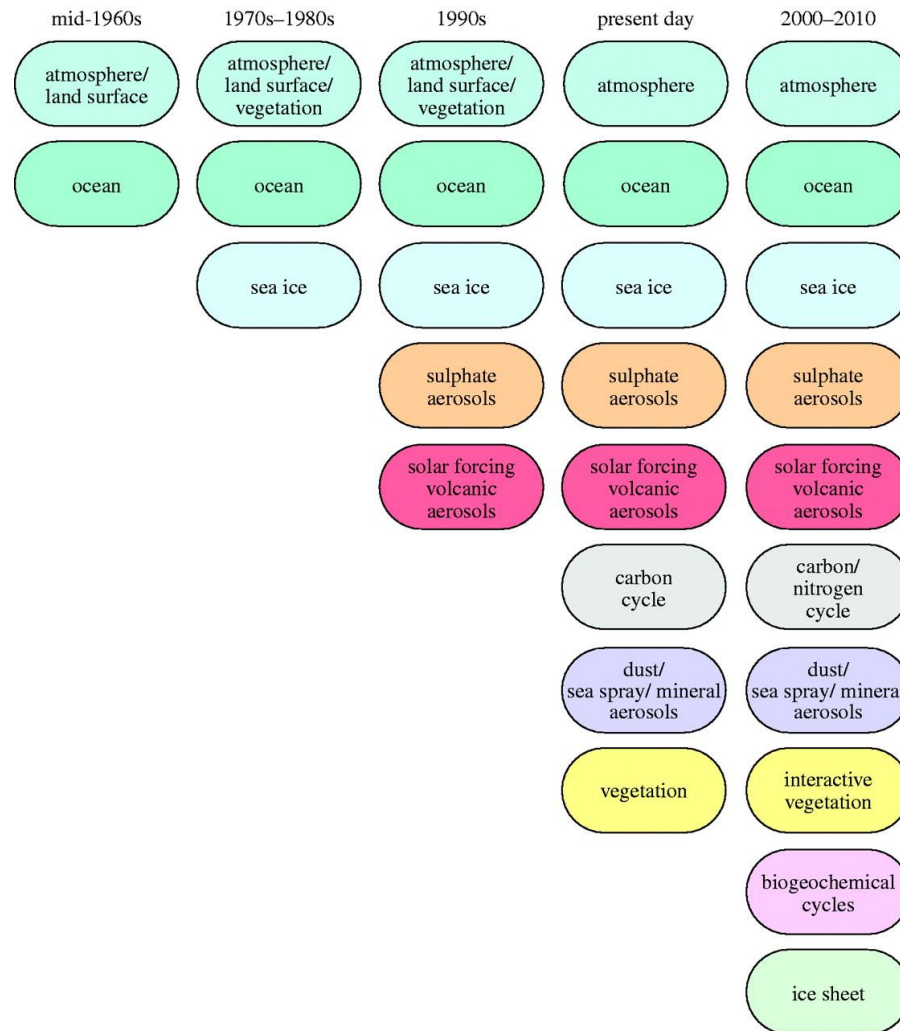 mid-1960s
1970s–1980s
1990s
present day
2000–2010
atmosphere/
land surface
atmosphere/
land surface/
vegetation
atmosphere/
land surface/
vegetation
atmosphere
atmosphere
ocean
ocean
ocean
ocean
ocean
sea ice
sea ice
sea ice
sea ice
sulphate
aerosols
sulphate
aerosols
sulphate
aerosols
solar forcing
volcanic
aerosols
solar forcing
volcanic
aerosols
solar forcing
volcanic
aerosols
carbon
cycle
carbon/
nitrogen
cycle
dust/
sea spray/ mineral
aerosols
dust/
sea spray/ minera
aerosols
vegetation
interactive
vegetation
biogeochemical
cycles
ice sheet